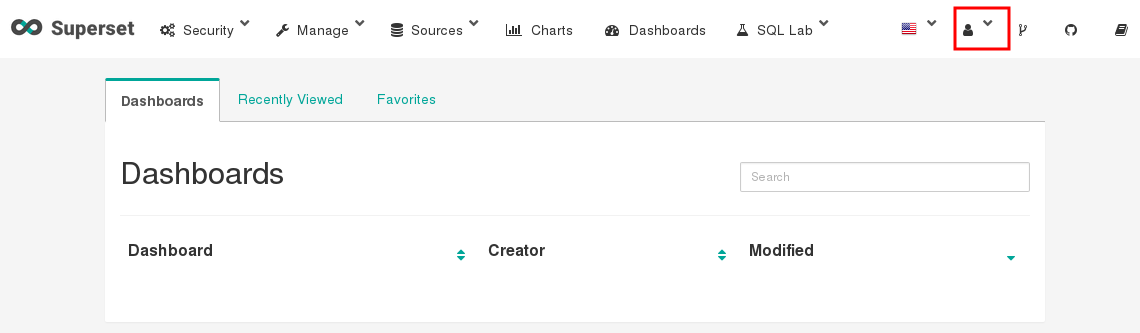 Superset Security Manage Sources Charts Dashboards SQL Lab
Dashboards Recently Viewed Favorites
Dashboards Search
Dashboard Creator Modified